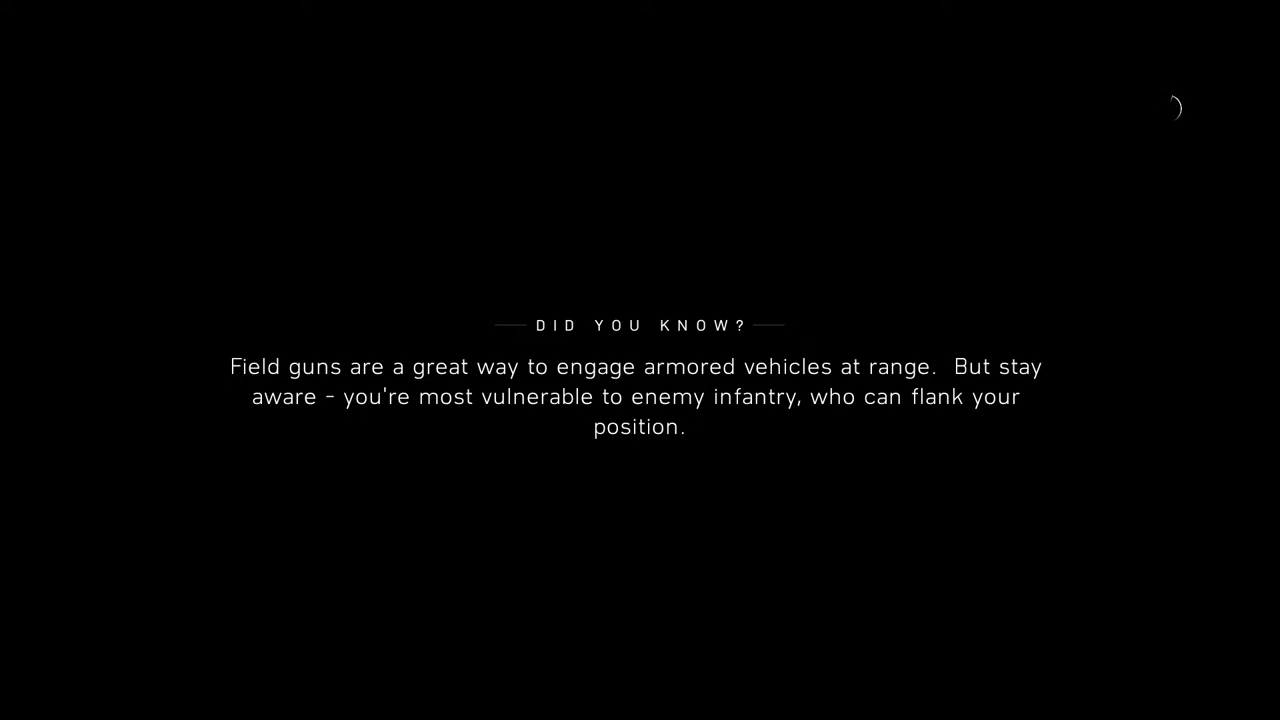 DID YOU KNOW?
Field guns are a great way to engage armored vehicles at range.  But stay
aware - you're most vulnerable to enemy infantry, who can flank your
position.